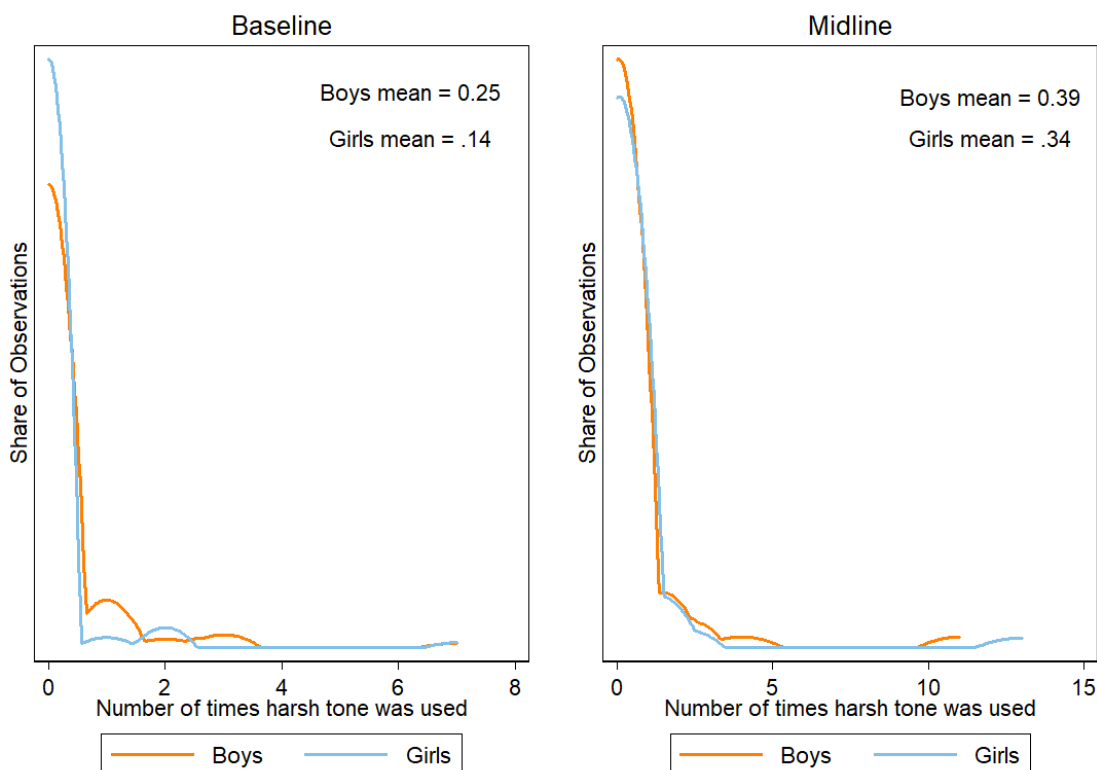 Baseline
Boys mean = 0.25
Girls mean = .14
Share of Observations
0 2 4 6 8
Number of times harsh tone was used
Boys Girls
Midline
Boys mean = 0.39
Girls mean = .34
Share of Observations
0 5 10 15
Number of times harsh tone was used
Boys Girls